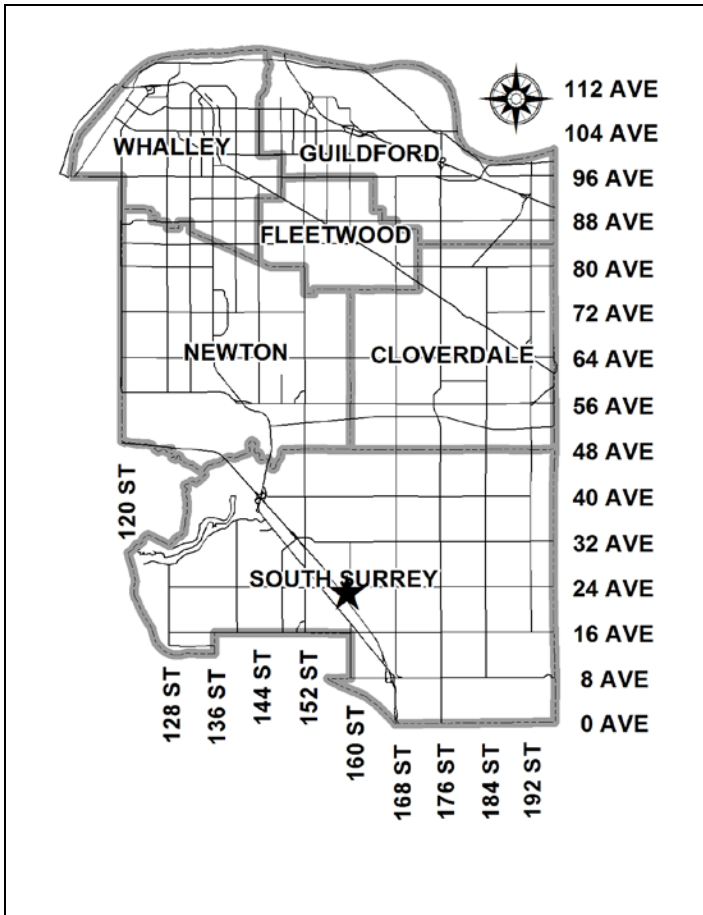 112 AVE
104 AVE
WHALLEY
GUILDFORD
96 AVE
88 AVE
FLEETWOOD
80 AVE
72 AVE
NEWTON
CLOVERDALE
64 AVE
56 AVE
48 AVE
120 ST
40 AVE
32 AVE
SOUTH SURREY
24 AVE
16 AVE
8 AVE
0 AVE
128 ST
136 ST
144 ST
152 ST
160 ST
168 ST
176 ST
184 ST
192 ST